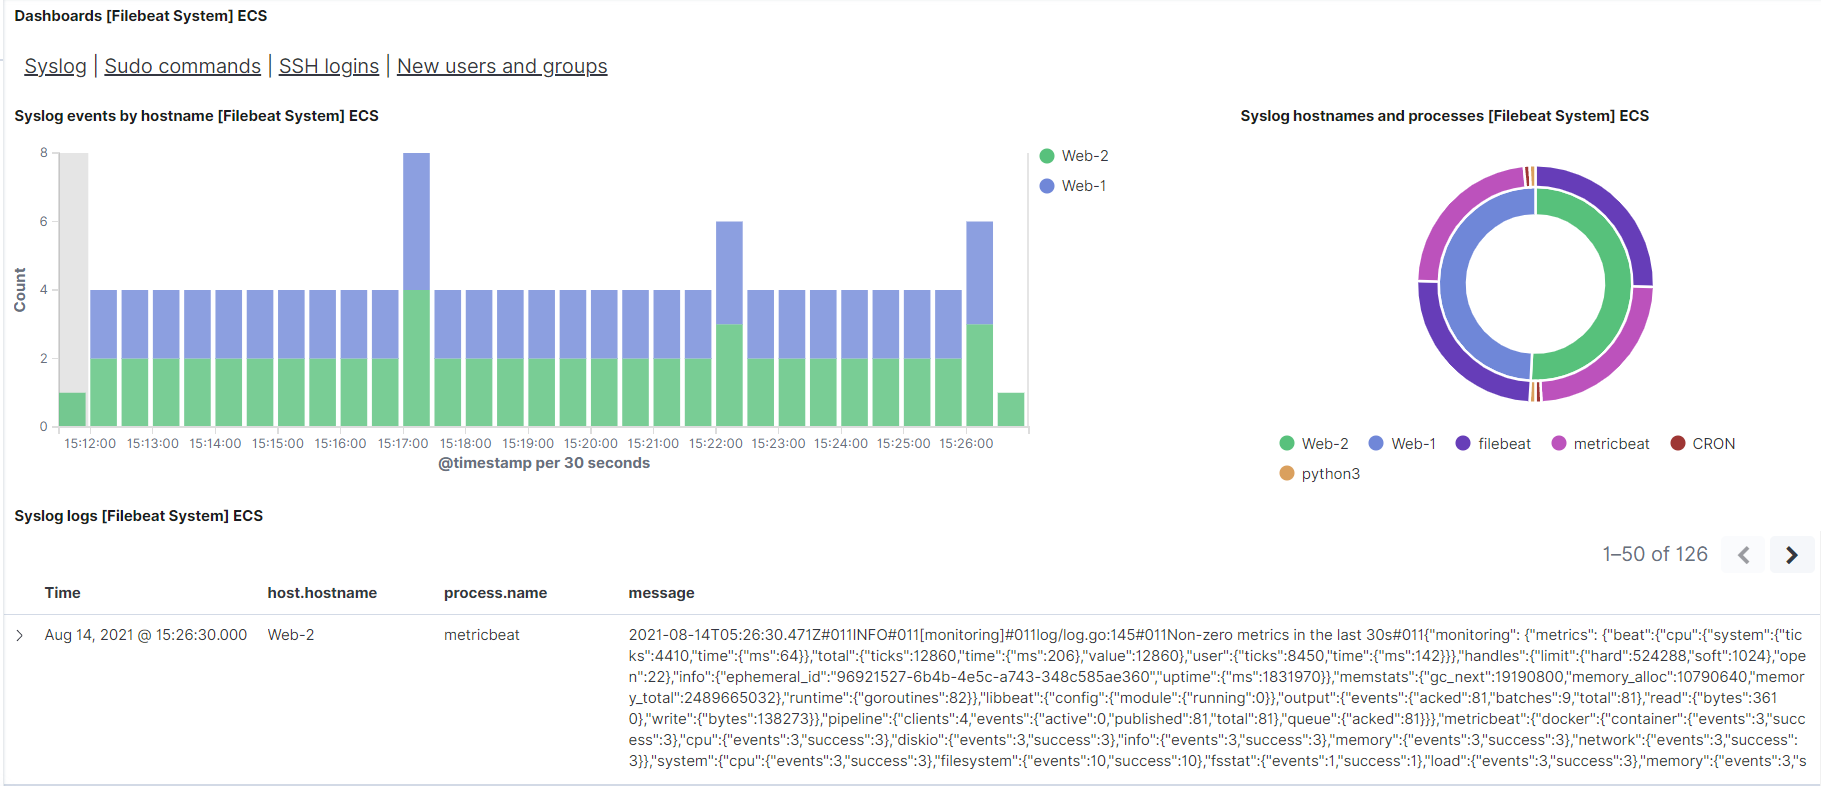 Dashboards [Filebeat System] ECS
Syslog | Sudo commands | SSH logins | New users and groups
Syslog events by hostname [Filebeat System] ECS
8
6
4
2
0
Count
15:12:00 15:13:00 15:14:00 15:15:00 15:16:00 15:17:00 15:18:00 15:19:00 15:20:00 15:21:00 15:22:00 15:23:00 15:24:00 15:25:00 15:26:00
@timestamp per 30 seconds
Web-2
Web-1
Syslog hostnames and processes [Filebeat System] ECS
Web-2 Web-1 filebeat metricbeat CRON
python3
Syslog logs [Filebeat System] ECS
1–50 of 126
Time host.hostname process.name message
Aug 14, 2021 @ 15:26:30.000 Web-2 metricbeat 2021-08-14T05:26:30.471Z#011INFO#011[monitoring]#011log/log.go:145#011Non-zero metrics in the last 30s#011{"monitoring": {"metrics": {"beat":{"cpu":{"system":{"tic
ks":4410,"time":{"ms":64}},"total":{"ticks":12860,"time":{"ms":206},"value":12860},"user":{"ticks":8450,"time":{"ms":142}}},"handles":{"limit":{"hard":524288,"soft":1024},"ope
n":22},"info":{"ephemeral_id":"96921527-6b4b-4e5c-a743-348c585ae360","uptime":{"ms":1831970}},"memstats":{"gc_next":19190800,"memory_alloc":10790640,"memor
y_total":2489665032},"runtime":{"goroutines":82}},"libbeat":{"config":{"module":{"running":0}},"output":{"events":{"acked":81,"batches":9,"total":81},"read":{"bytes":361
0},"write":{"bytes":138273}},"pipeline":{"clients":4,"events":{"active":0,"published":81,"total":81},"queue":{"acked":81}}},"metricbeat":{"docker":{"container":{"events":3,"succ
ess":3},"cpu":{"events":3,"success":3},"diskio":{"events":3,"success":3},"info":{"events":3,"success":3},"memory":{"events":3,"success":3},"network":{"events":3,"success":
3}},"system":{"cpu":{"events":3,"success":3},"filesystem":{"events":10,"success":10},"fsstat":{"events":1,"success":1},"load":{"events":3,"success":3},"memory":{"events":3,"s